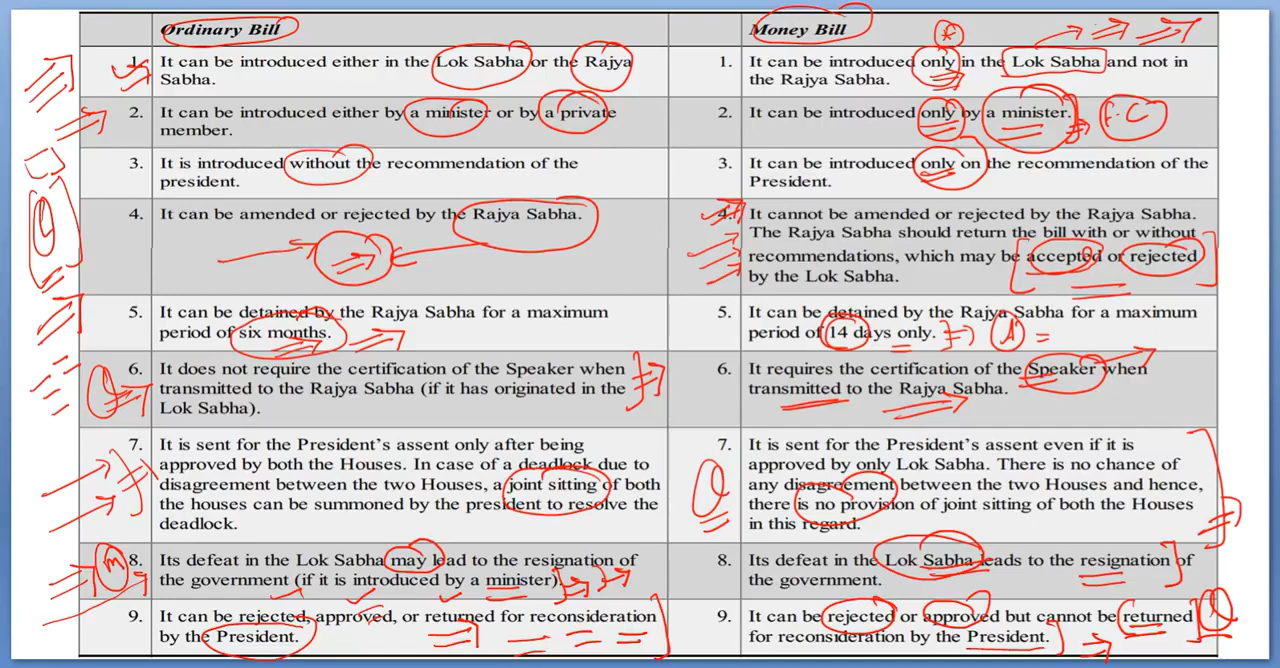 Ordinary Bill
Money Bill
1. It can be introduced either in the Lok Sabha or the Rajya
Sabha.
1. It can be introduced only in the Lok Sabha and not in
the Rajya Sabha.
2. It can be introduced either by a minister or by a private
member.
2. It can be introduced only by a minister.
F.C
3. It is introduced without the recommendation of the
president.
3. It can be introduced only on the recommendation of the
President.
4. It can be amended or rejected by the Rajya Sabha.
4. It cannot be amended or rejected by the Rajya Sabha.
The Rajya Sabha should return the bill with or without
recommendations, which may be accepted or rejected
by the Lok Sabha.
5. It can be detained by the Rajya Sabha for a maximum
period of six months.
5. It can be detained by the Rajya Sabha for a maximum
period of 14 days only.
6. It does not require the certification of the Speaker when
transmitted to the Rajya Sabha (if it has originated in the
Lok Sabha).
6. It requires the certification of the Speaker when
transmitted to the Rajya Sabha.
7. It is sent for the President's assent only after being
approved by both the Houses. In case of a deadlock due to
disagreement between the two Houses, a joint sitting of both
the houses can be summoned by the president to resolve the
deadlock.
7. It is sent for the President's assent even if it is
approved by only Lok Sabha. There is no chance of
any disagreement between the two Houses and hence,
there is no provision of joint sitting of both the Houses
in this regard.
m
8. Its defeat in the Lok Sabha may lead to the resignation of
the government (if it is introduced by a minister).
8. Its defeat in the Lok Sabha leads to the resignation of
the government.
9. It can be rejected, approved, or returned for reconsideration
by the President.
9. It can be rejected or approved but cannot be returned
for reconsideration by the President.